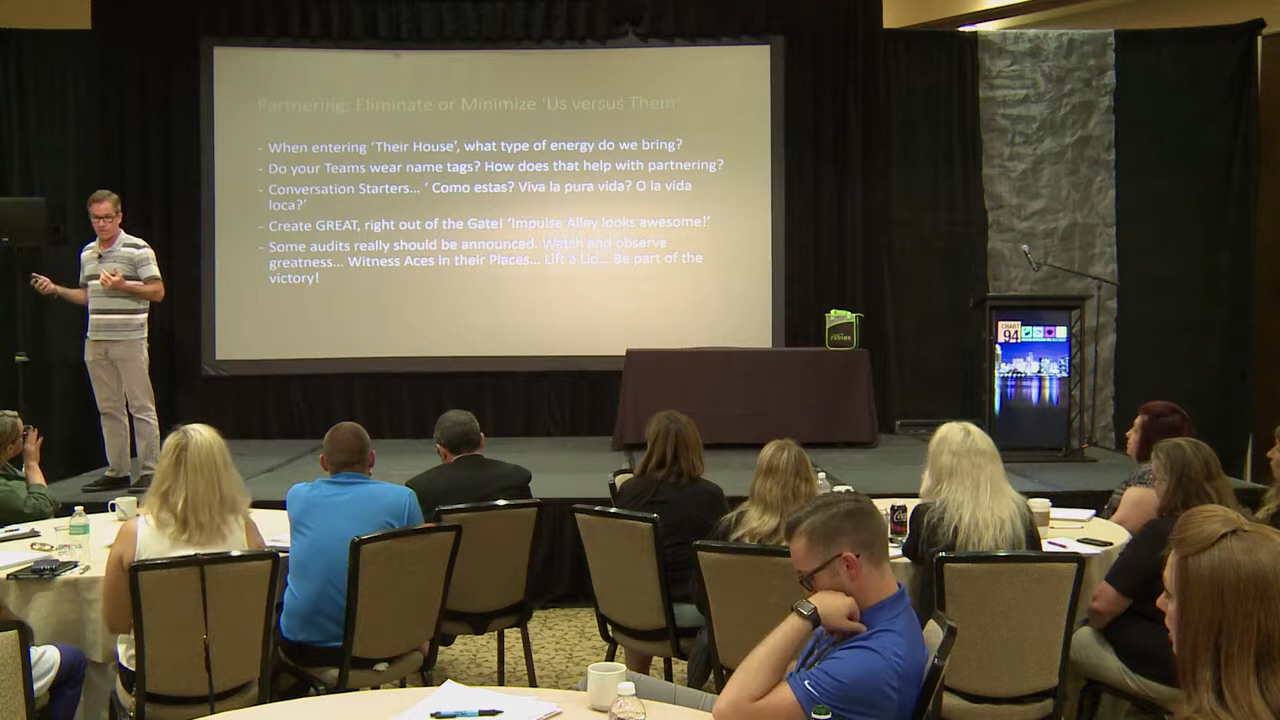 Partnering: Eliminate or Minimize 'Us versus Them'
- When entering 'Their House', what type of energy do we bring?
- Do your Teams wear name tags? How does that help with partnering?
- Conversation Starters... ' Como estas? Viva la pura vida? O la vida
loca?'
- Create GREAT, right out of the Gate! 'Impulse Alley looks awesome!'
- Some audits really should be announced. Watch and observe
greatness... Witness Aces in their Places... Lift a Lid... Be part of the
victory!
CHART
94